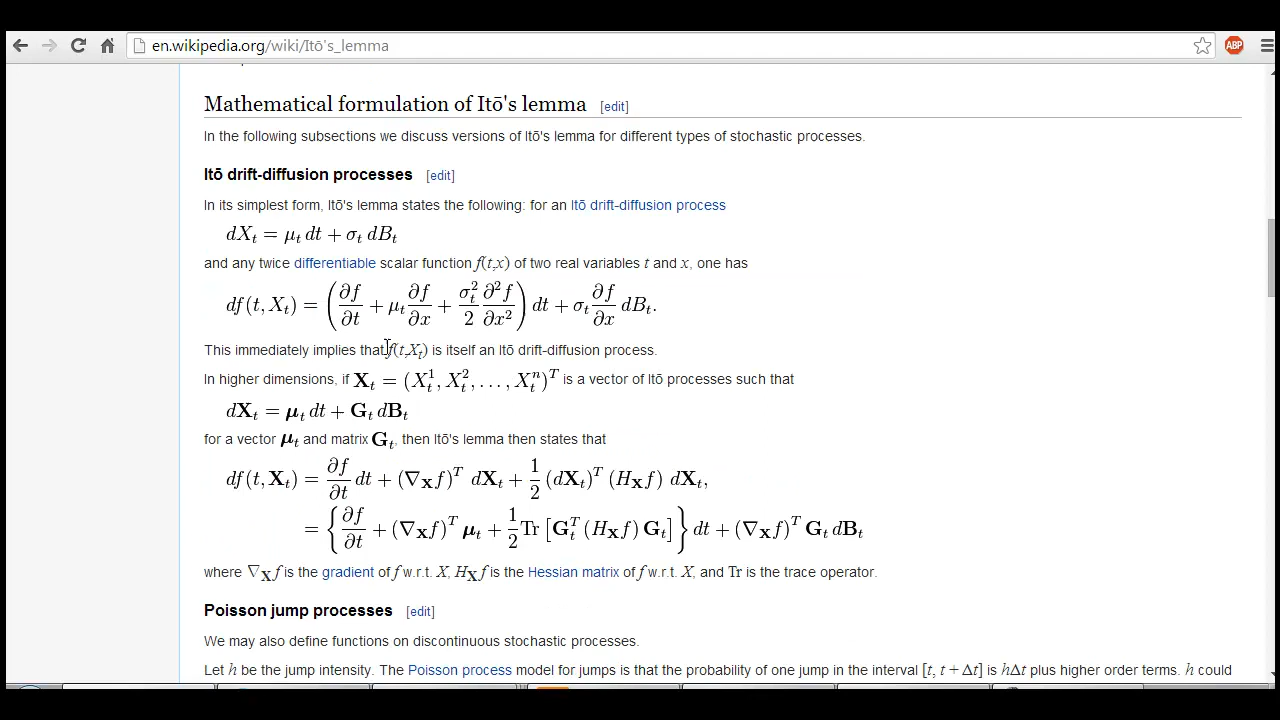 en.wikipedia.org/wiki/Itō's_lemma
ABP
Mathematical formulation of Itō's lemma [edit]
In the following subsections we discuss versions of Itō's lemma for different types of stochastic processes.
Itō drift-diffusion processes [edit]
In its simplest form, Itō's lemma states the following: for an Itō drift-diffusion process
dX_t = μ_t dt + σ_t dB_t
and any twice differentiable scalar function f(t,x) of two real variables t and x, one has
df(t, X_t) = (∂f/∂t + μ_t ∂f/∂x + σ_t^2/2 ∂^2f/∂x^2) dt + σ_t ∂f/∂x dB_t.
This immediately implies that f(t,X_t) is itself an Itō drift-diffusion process.
In higher dimensions, if X_t = (X_t^1, X_t^2, . . . , X_t^n)^T is a vector of Itō processes such that
dX_t = μ_t dt + G_t dB_t
for a vector μ_t and matrix G_t, then Itō's lemma then states that
df(t, X_t) = ∂f/∂t dt + (∇_X f)^T dX_t + 1/2 (dX_t)^T (H_X f) dX_t,
= {∂f/∂t + (∇_X f)^T μ_t + 1/2 Tr [G_t^T (H_X f) G_t]} dt + (∇_X f)^T G_t dB_t
where ∇_X f is the gradient of f w.r.t. X, H_X f is the Hessian matrix of f w.r.t. X, and Tr is the trace operator.
Poisson jump processes [edit]
We may also define functions on discontinuous stochastic processes.
Let h be the jump intensity. The Poisson process model for jumps is that the probability of one jump in the interval [t, t + Δt] is hΔt plus higher order terms. h could